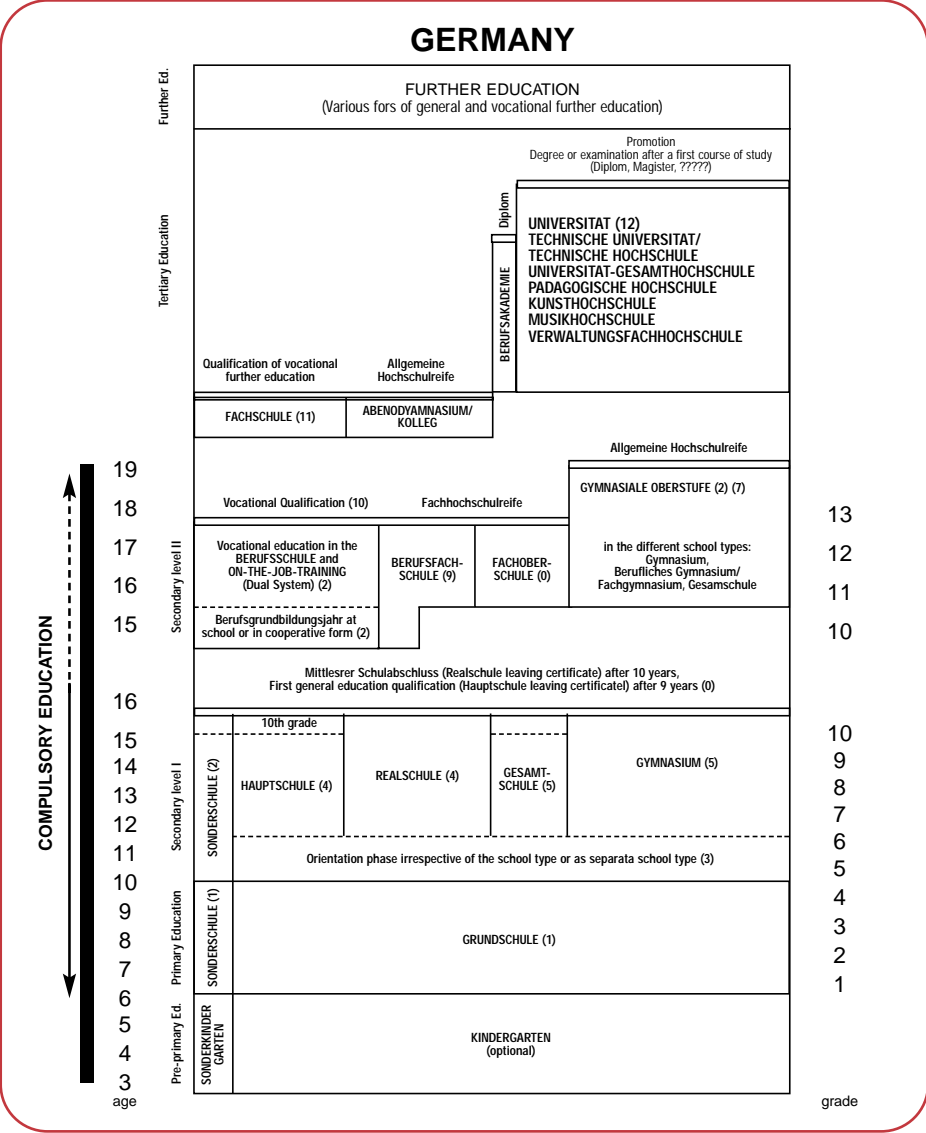 GERMANY
Further Ed.
FURTHER EDUCATION
(Various fors of general and vocational further education)
Tertiary Education
Promotion
Degree or examination after a first course of study
(Diplom, Magister, ?????)
Diplom
BERUFSAKADEMIE
UNIVERSITAT (12)
TECHNISCHE UNIVERSITAT/
TECHNISCHE HOCHSCHULE
UNIVERSITAT-GESAMTHOCHSCHULE
PADAGOGISCHE HOCHSCHULE
KUNSTHOCHSCHULE
MUSIKHOCHSCHULE
VERWALTUNGSFACHHOCHSCHULE
Qualification of vocational
further education
Allgemeine
Hochschulreife
FACHSCHULE (11)
ABENODYAMNASIUM/
KOLLEG
Allgemeine Hochschulreife
COMPULSORY EDUCATION
19
18
17
16
15
Secondary level II
Vocational Qualification (10)
Fachhochschulreife
GYMNASIALE OBERSTUFE (2) (7)
in the different school types:
Gymnasium,
Berufliches Gymnasium/
Fachgymnasium, Gesamschule
Vocational education in the
BERUFSSCHULE and
ON-THE-JOB-TRAINING
(Dual System) (2)
BERUFSFACH-
SCHULE (9)
FACHOBER-
SCHULE (0)
Berufsgrundbildungsjahr at
school or in cooperative form (2)
13
12
11
10
Mittlesrer Schulabschluss (Realschule leaving certificate) after 10 years,
First general education qualification (Hauptschule leaving certificatel) after 9 years (0)
16
15
14
13
12
11
10
9
8
7
6
5
4
3
age
Secondary level I
SONDERSCHULE (2)
10th grade
HAUPTSCHULE (4)
REALSCHULE (4)
GESAMT-
SCHULE (5)
GYMNASIUM (5)
Orientation phase irrespective of the school type or as separata school type (3)
Primary Education
SONDERSCHULE (1)
GRUNDSCHULE (1)
Pre-primary Ed.
SONDERKINDER
GARTEN
KINDERGARTEN
(optional)
10
9
8
7
6
5
4
3
2
1
grade